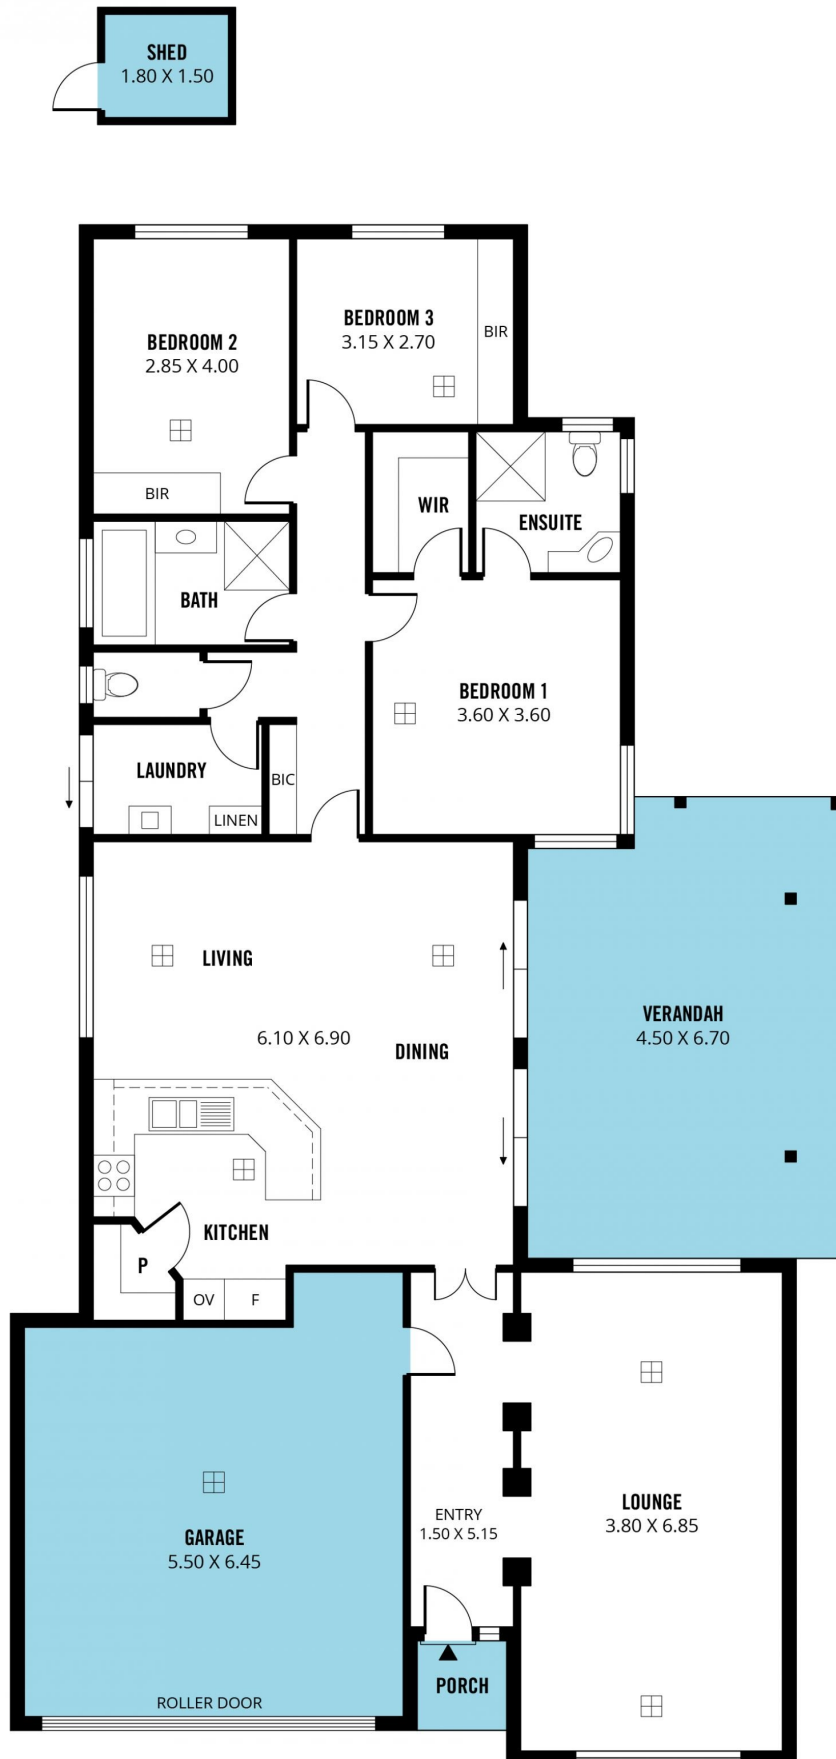 SHED
1.80 X 1.50
BEDROOM 2
2.85 X 4.00
BIR
BEDROOM 3
3.15 X 2.70
BIR
WIR
ENSUITE
BATH
BEDROOM 1
3.60 X 3.60
LAUNDRY
BIC
LINEN
LIVING
6.10 X 6.90
DINING
VERANDAH
4.50 X 6.70
KITCHEN
P
OV
F
GARAGE
5.50 X 6.45
ROLLER DOOR
ENTRY
1.50 X 5.15
LOUNGE
3.80 X 6.85
PORCH